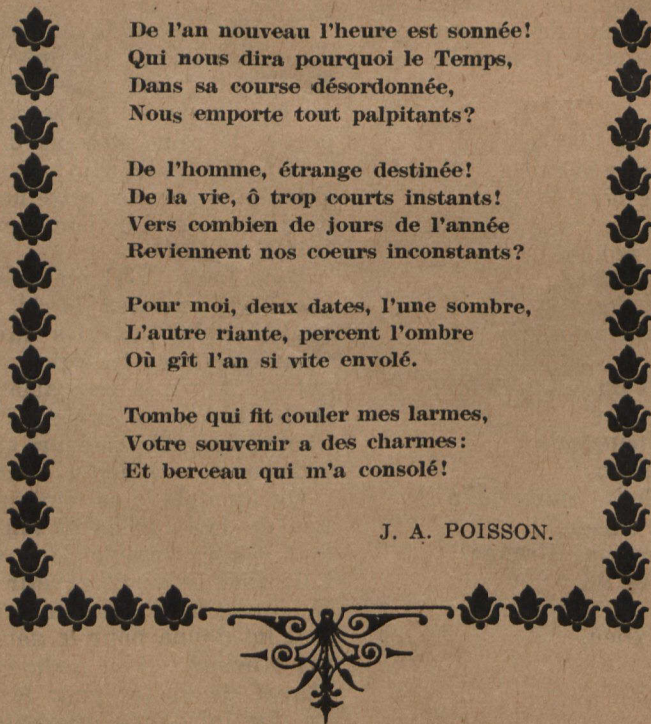 De l'an nouveau l'heure est sonnée!
Qui nous dira pourquoi le Temps,
Dans sa course désordonnée,
Nous emporte tout palpitants?
De l'homme, étrange destinée!
De la vie, ô trop courts instants!
Vers combien de jours de l'année
Reviennent nos coeurs inconstants?
Pour moi, deux dates, l'une sombre,
L'autre riante, percent l'ombre
Où gît l'an si vite envolé.
Tombe qui fit couler mes larmes,
Votre souvenir a des charmes:
Et berceau qui m'a consolé!
J. A. POISSON.